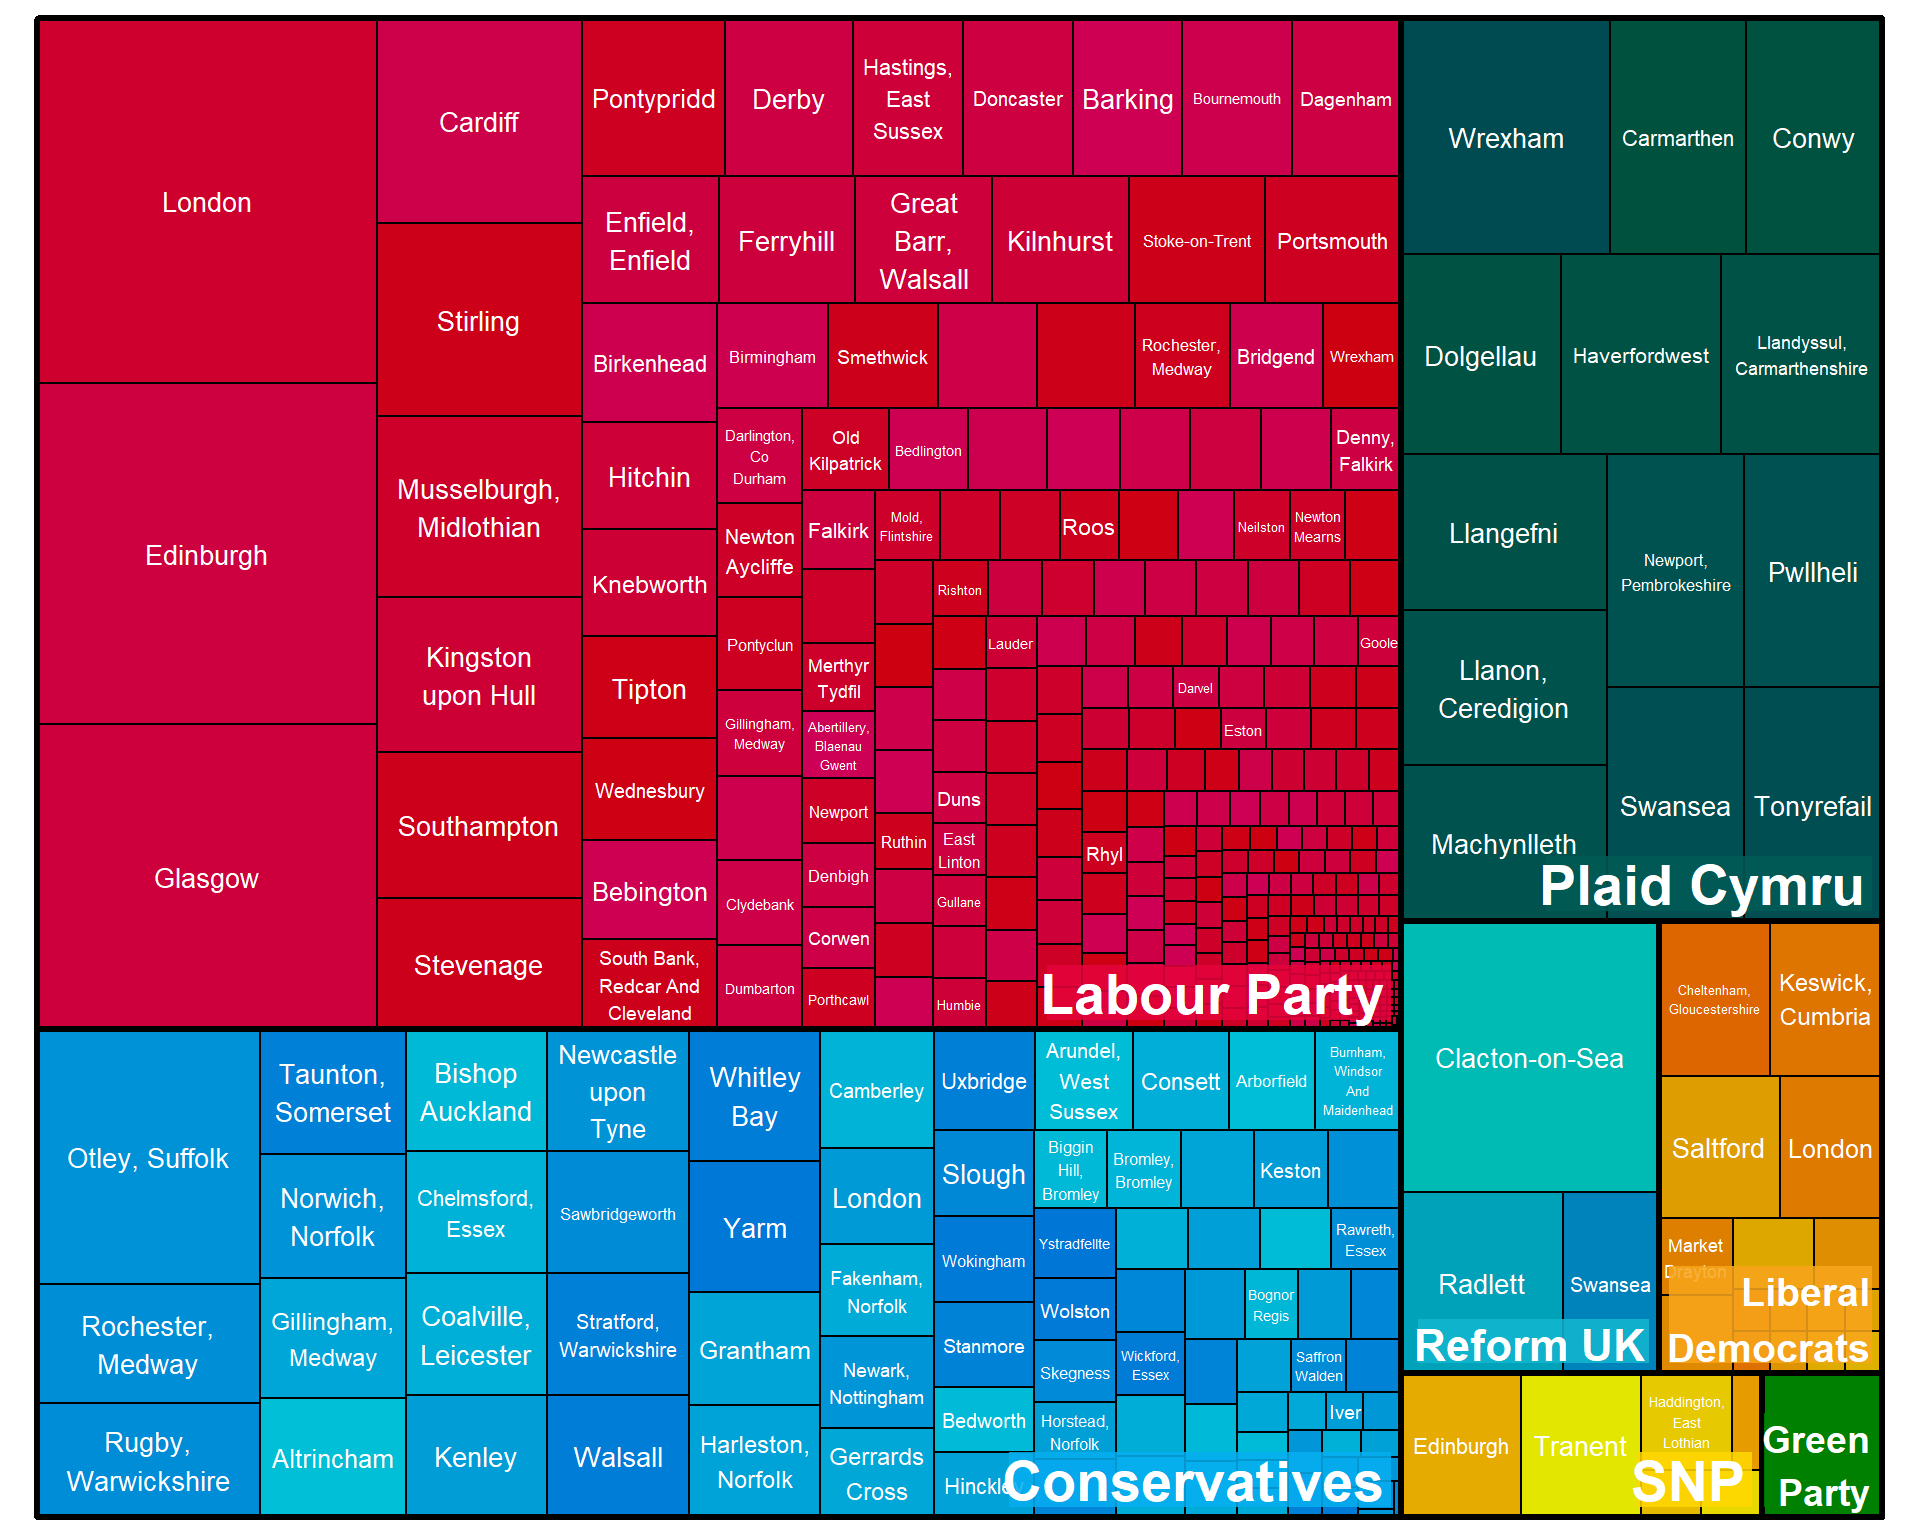 London
Edinburgh
Glasgow
Cardiff
Stirling
Musselburgh,
Midlothian
Kingston
upon Hull
Southampton
Stevenage
Pontypridd
Derby
Hastings,
East
Sussex
Doncaster
Barking
Bournemouth
Dagenham
Enfield,
Enfield
Ferryhill
Great
Barr,
Walsall
Kilnhurst
Stoke-on-Trent
Portsmouth
Birkenhead
Birmingham
Smethwick
Rochester,
Medway
Bridgend
Wrexham
Hitchin
Knebworth
Tipton
Wednesbury
Bebington
South Bank,
Redcar And
Cleveland
Darlington,
Co
Durham
Newton
Aycliffe
Pontyclun
Gillingham,
Medway
Clydebank
Dumbarton
Old
Kilpatrick
Bedlington
Denny,
Falkirk
Falkirk
Mold,
Flintshire
Roos
Neilston
Newton
Mearns
Merthyr
Tydfil
Abertillery,
Blaenau
Gwent
Newport
Denbigh
Corwen
Porthcawl
Ruthin
Rishton
Lauder
Goole
Duns
East
Linton
Gullane
Humbie
Darvel
Eston
Rhyl
Labour Party
Wrexham
Carmarthen
Conwy
Dolgellau
Haverfordwest
Llandyssul,
Carmarthenshire
Llangefni
Llanon,
Ceredigion
Machynlleth
Newport,
Pembrokeshire
Pwllheli
Swansea
Tonyrefail
Plaid Cymru
Otley, Suffolk
Rochester,
Medway
Rugby,
Warwickshire
Taunton,
Somerset
Norwich,
Norfolk
Gillingham,
Medway
Altrincham
Bishop
Auckland
Chelmsford,
Essex
Coalville,
Leicester
Kenley
Newcastle
upon
Tyne
Sawbridgeworth
Stratford,
Warwickshire
Walsall
Whitley
Bay
Yarm
Grantham
Harleston,
Norfolk
Camberley
London
Fakenham,
Norfolk
Newark,
Nottingham
Gerrards
Cross
Uxbridge
Slough
Wokingham
Stanmore
Bedworth
Hinckley
Arundel,
West
Sussex
Consett
Arborfield
Burnham,
Windsor
And
Maidenhead
Biggin
Hill,
Bromley
Bromley,
Bromley
Keston
Ystradfellte
Rawreth,
Essex
Wolston
Bognor
Regis
Skegness
Wickford,
Essex
Saffron
Walden
Horstead,
Norfolk
Iver
Conservatives
Clacton-on-Sea
Radlett
Swansea
Reform UK
Cheltenham,
Gloucestershire
Keswick,
Cumbria
Saltford
London
Market
Drayton
Liberal
Democrats
Edinburgh
Tranent
Haddington,
East
Lothian
SNP
Green
Party